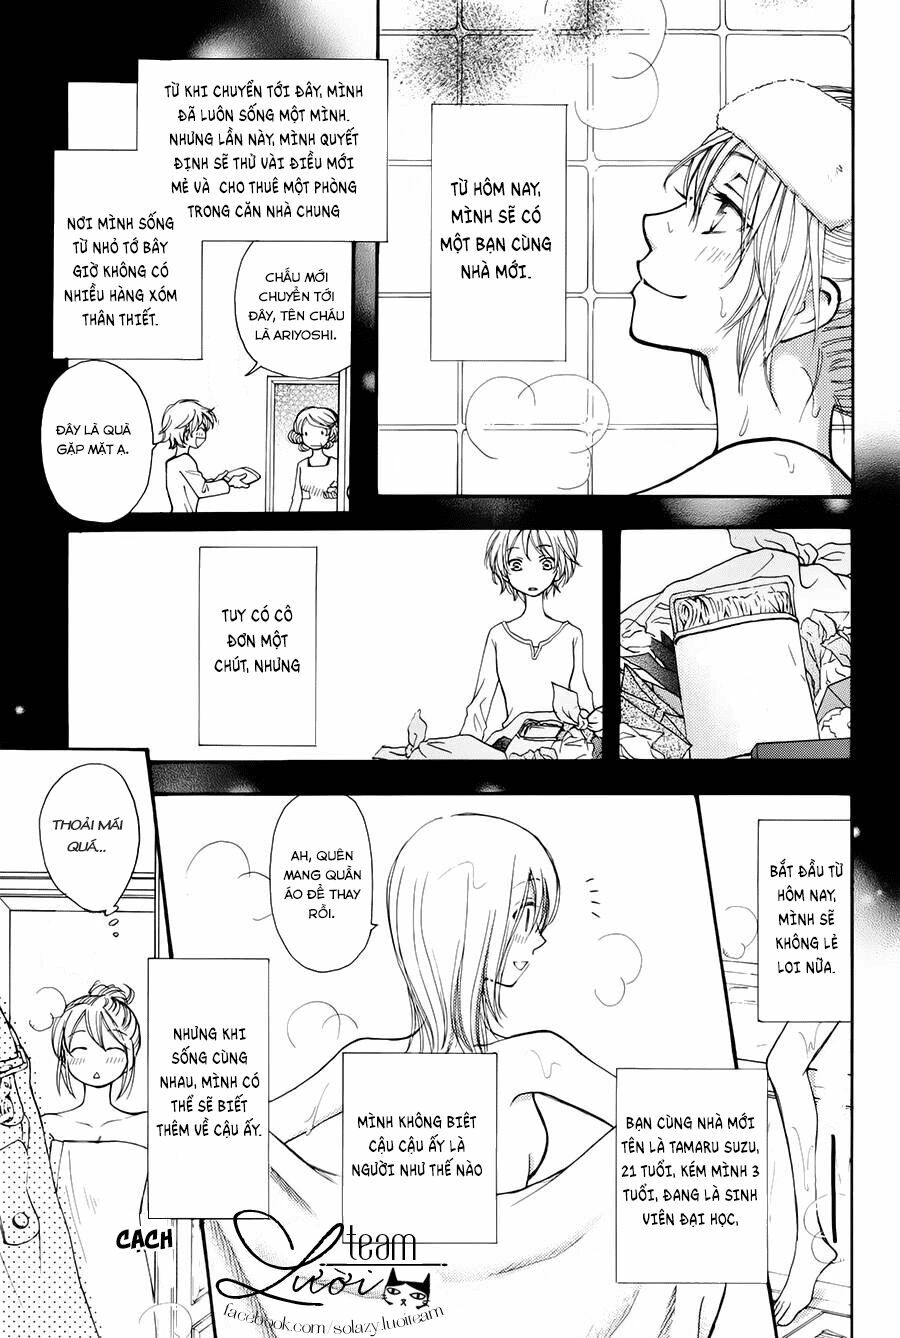 TỪ HÔM NAY,
MÌNH SẼ CÓ
MỘT BẠN CÙNG
NHÀ MỚI.
TỪ KHI CHUYỂN TỚI ĐÂY, MÌNH
ĐÃ LUÔN SỐNG MỘT MÌNH.
NHƯNG LẦN NÀY, MÌNH QUYẾT
ĐỊNH SẼ THỬ VÀI ĐIỀU MỚI
MẺ VÀ CHO THUÊ MỘT PHÒNG
TRONG CĂN NHÀ CHUNG
NƠI MÌNH SỐNG
TỪ NHỎ TỚ BÂY
GIỜ KHÔNG CÓ
NHIỀU HÀNG XÓM
THÂN THIẾT.
CHẤU MỚI
CHUYỂN TỚI
ĐÂY, TÊN CHÁU
LÀ ARIYOSHI.
ĐÂY LÀ QUẢ
GẶP MẶT Ạ.
TUY CÓ CÔ
ĐƠN MỘT
CHÚT, NHƯNG
BẮT ĐẦU TỪ
HÔM NAY,
MÌNH SẼ
KHÔNG LẺ
LOI NỮA.
BẠN CÙNG NHÀ MỚI
TÊN LÀ TAMARU SUZU,
21 TUỔI, KÉM MÌNH 3
TUỔI, ĐANG LÀ SINH
VIÊN ĐẠI HỌC,
AH, QUÊN
MANG QUẦN
ÁO ĐỂ THAY
RỒI.
MÌNH KHÔNG BIẾT
CẬU CẬU ẤY LÀ
NGƯỜI NHƯ THẾ NÀO
NHƯNG KHI
SỐNG CÙNG
NHAU, MÌNH CÓ
THỂ SẼ BIẾT
THÊM VỀ CẬU ẤY.
THOẢI MÁI
QUÁ...
CẠCH
team
Lười
facebook.com/solazy.luoiteam